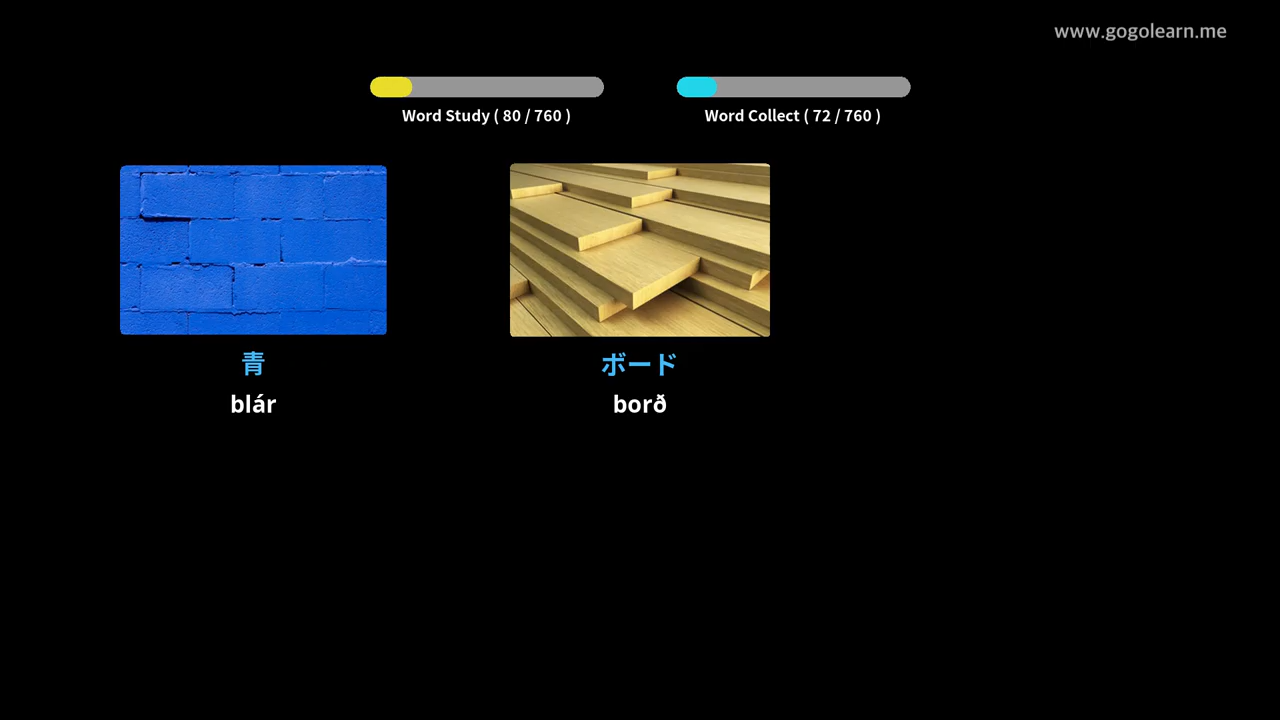 www.gogolearn.me
Word Study ( 80 / 760 )
Word Collect ( 72 / 760 )
青
blár
ボード
borð